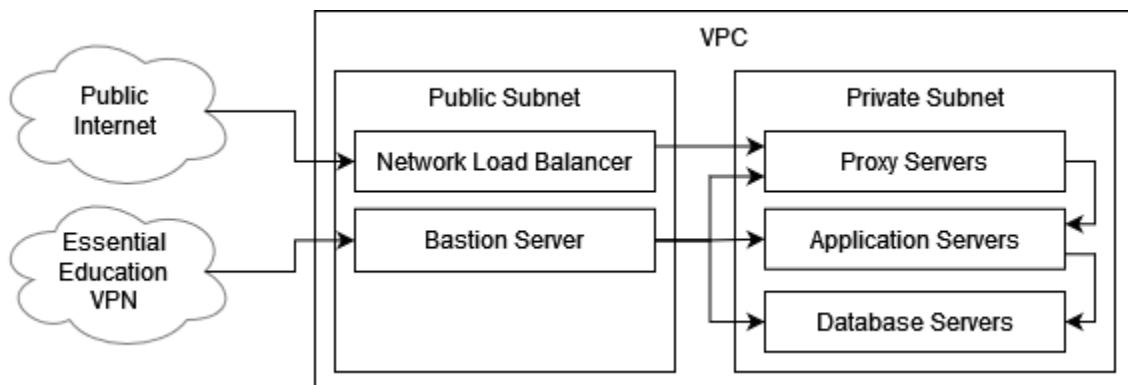 VPC
Public
Internet
Public Subnet
Private Subnet
Network Load Balancer
Proxy Servers
Essential
Education
VPN
Bastion Server
Application Servers
Database Servers